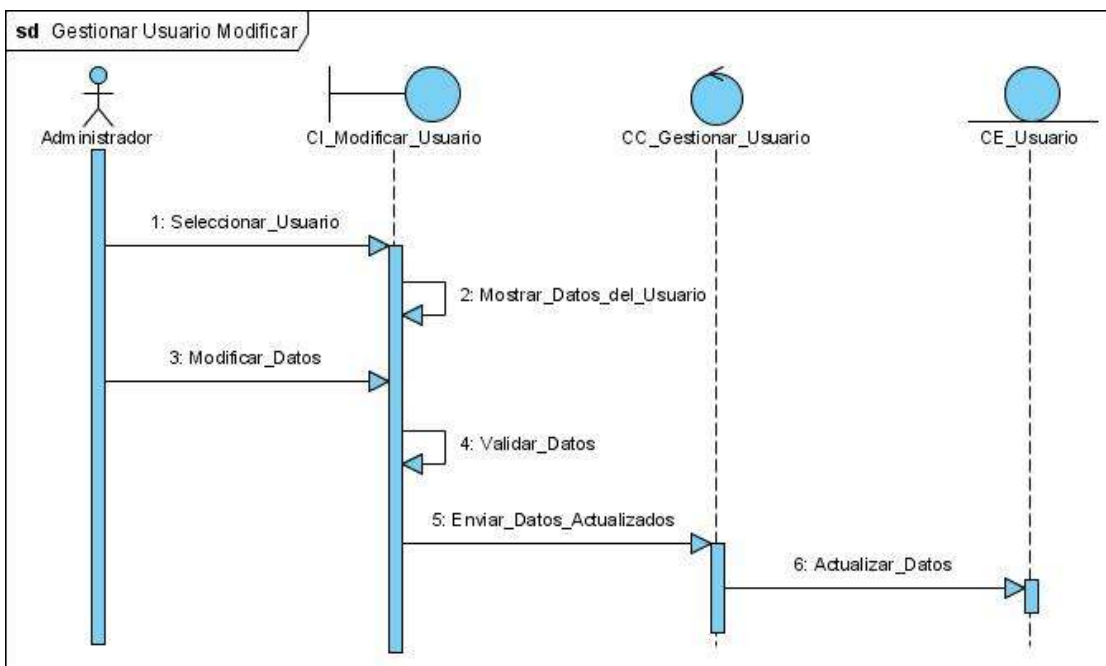 sd Gestionar Usuario Modificar
Administrador
CI_Modificar_Usuario
CC_Gestionar_Usuario
CE_Usuario
1: Seleccionar_Usuario
2: Mostrar_Datos_del_Usuario
3: Modificar_Datos
4: Validar_Datos
5: Enviar_Datos_Actualizados
6: Actualizar_Datos